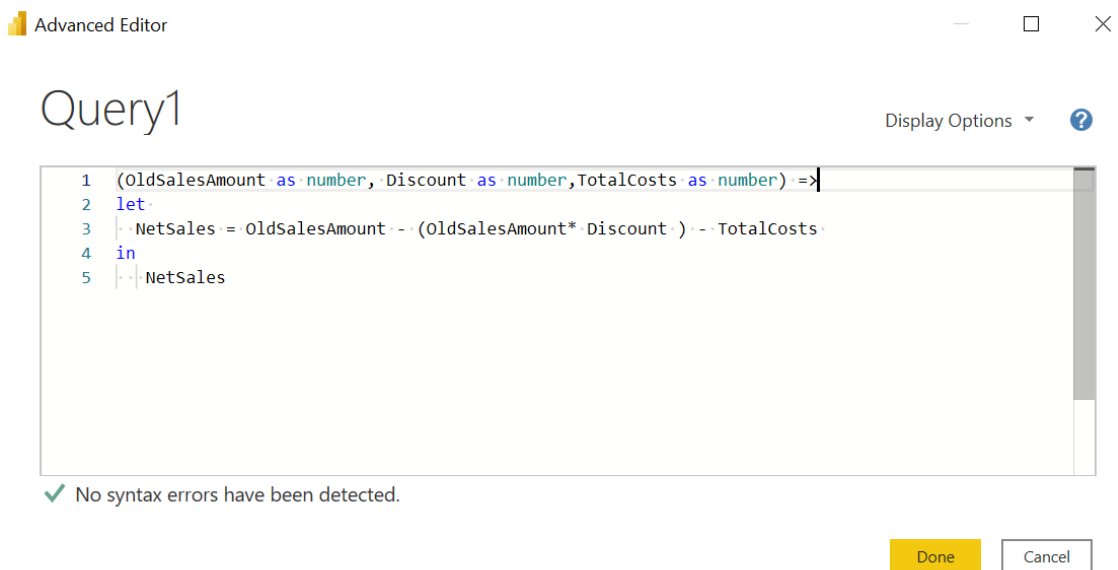 Advanced Editor
Query1
Display Options
?
1 (OldSalesAmount as number, Discount as number,TotalCosts as number) =>
2 let
3 NetSales = OldSalesAmount - (OldSalesAmount* Discount ) - TotalCosts
4 in
5 NetSales
No syntax errors have been detected.
Done Cancel